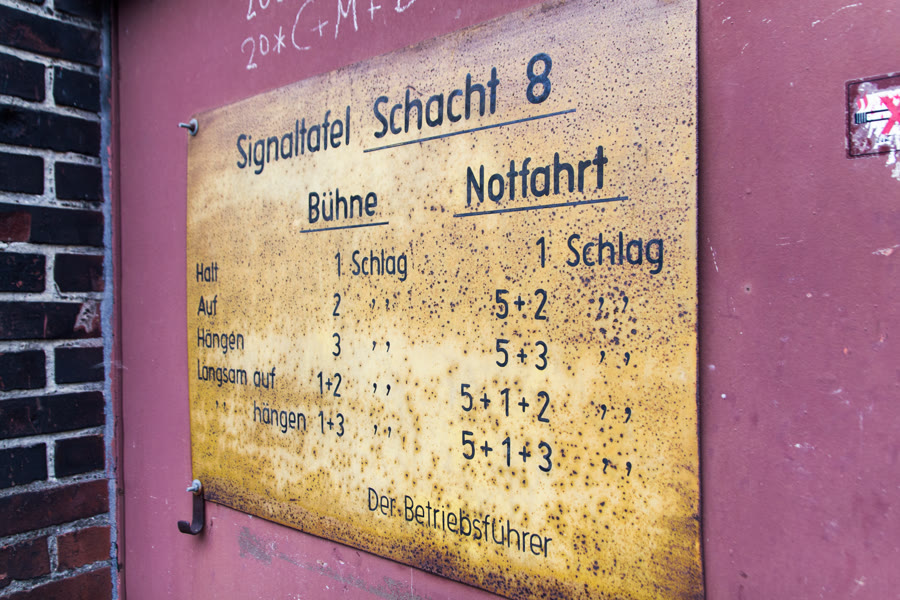 20*C+M+B
Signaltafel Schacht 8
Bühne Notfahrt
Halt 1 Schlag 1 Schlag
Auf 2 ,, 5+2 ,,
Hängen 3 ,, 5+3 ,,
Langsam auf 1+2 ,, 5+1+2 ,,
,, hängen 1+3 ,, 5+1+3 ,,
Der Betriebsführer